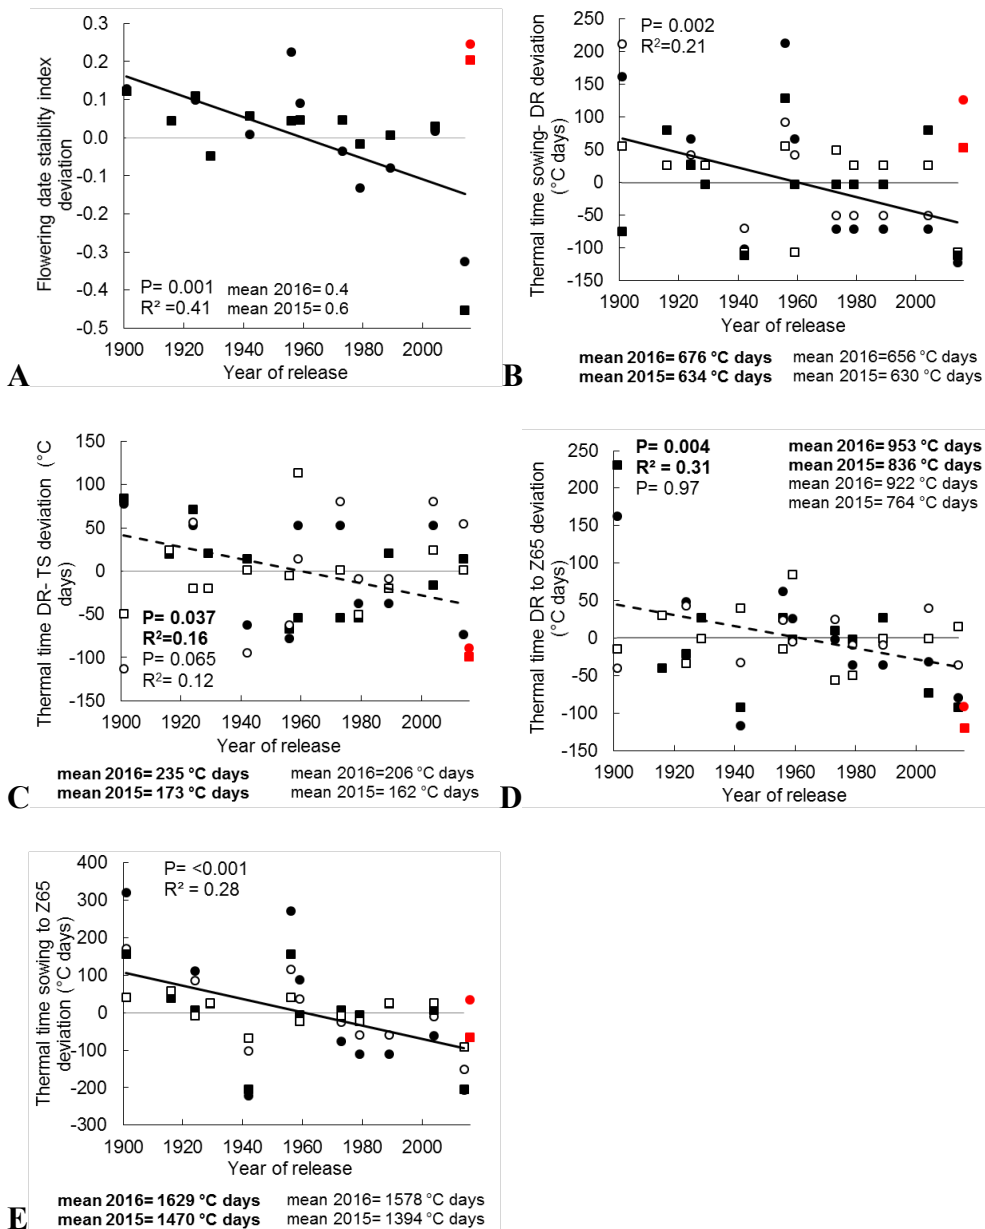 0.3
0.2
0.1
0.0
-0.1
-0.2
-0.3
-0.4
-0.5
Flowering date staiblity index
deviation
P= 0.001
R² =0.41
mean 2016=0.4
mean 2015=0.6
1900 1920 1940 1960 1980 2000
Year of release
A
250
200
150
100
50
0
-50
-100
-150
Thermal time sowing- DR deviation
(°C days)
P= 0.002
R²=0.21
1900 1920 1940 1960 1980 2000
Year of release
mean 2016=676 °C days
mean 2015= 634 °C days
mean 2016=656 °C days
mean 2015= 630 °C days
B
150
100
50
0
-50
-100
-150
Thermal time DR- TS deviation (°C
days)
P= 0.037
R²=0.16
P= 0.065
R²= 0.12
1900 1920 1940 1960 1980 2000
Year of release
mean 2016= 235 °C days
mean 2015= 173 °C days
mean 2016=206 °C days
mean 2015= 162 °C days
C
250
200
150
100
50
0
-50
-100
-150
Thermal time DR to Z65 deviation
(°C days)
P= 0.004
R² = 0.31
P = 0.97
mean 2016= 953 °C days
mean 2015= 836 °C days
mean 2016= 922 °C days
mean 2015= 764 °C days
1900 1920 1940 1960 1980 2000
Year of release
D
400
300
200
100
0
-100
-200
-300
Thermal time sowing to Z65
deviation (°C days)
P= <0.001
R² = 0.28
1900 1920 1940 1960 1980 2000
Year of release
mean 2016= 1629 °C days
mean 2015= 1470 °C days
mean 2016= 1578 °C days
mean 2015= 1394 °C days
E